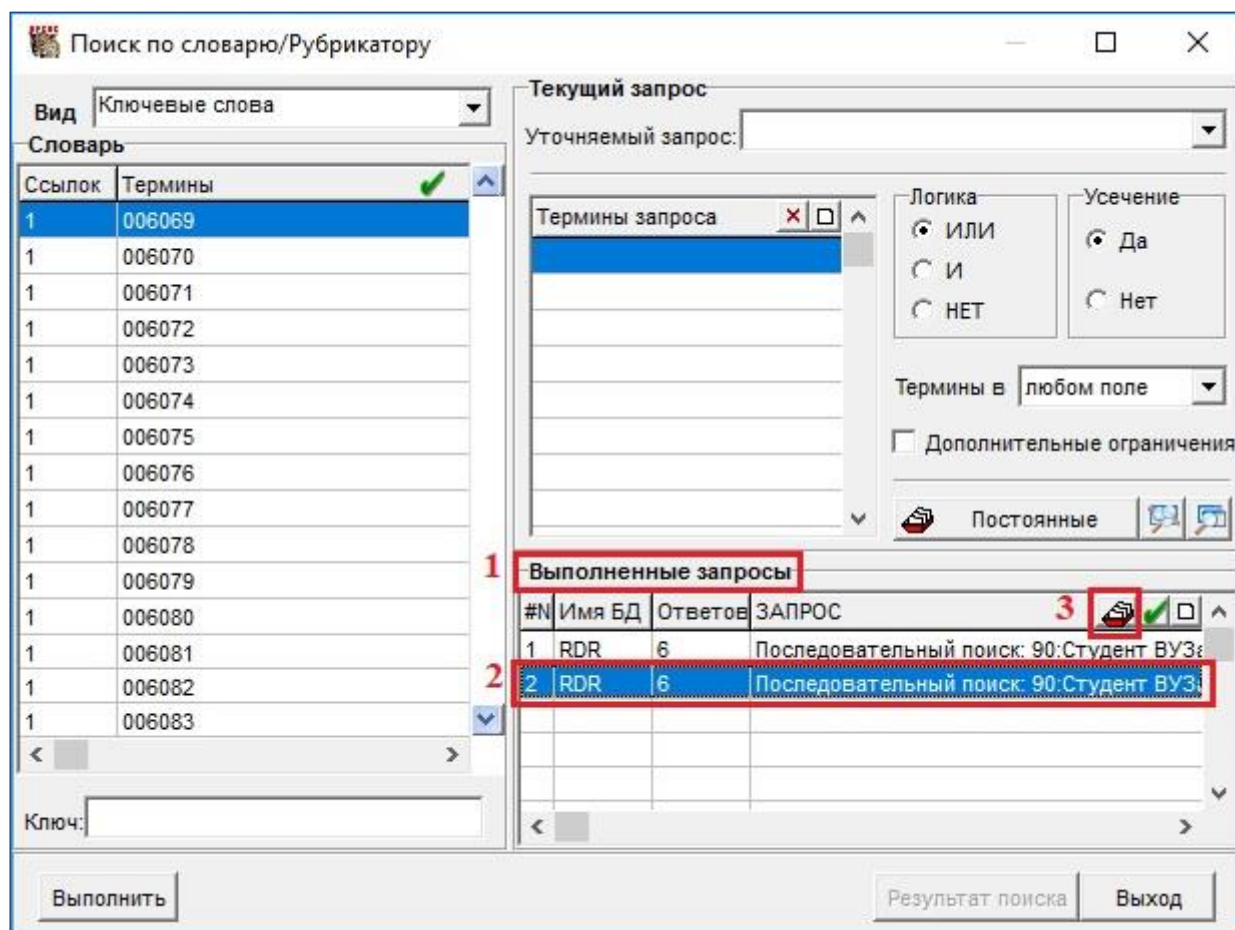 Поиск по словарю/Рубрикатору
Вид Ключевые слова
Словарь
Ссылок Термины
1 006069
1 006070
1 006071
1 006072
1 006073
1 006074
1 006075
1 006076
1 006077
1 006078
1 006079
1 006080
1 006081
1 006082
1 006083
Ключ:
Текущий запрос
Уточняемый запрос:
Термины запроса
Логика
ИЛИ
И
НЕТ
Усечение
Да
Нет
Термины в любом поле
Дополнительные ограничения
Постоянные
1 Выполненные запросы
#N Имя БД Ответов ЗАПРОС 3
1 RDR 6 Последовательный поиск: 90:Студент ВУЗа
2 2 RDR 6 Последовательный поиск: 90:Студент ВУЗ
Выполнить
Результат поиска
Выход